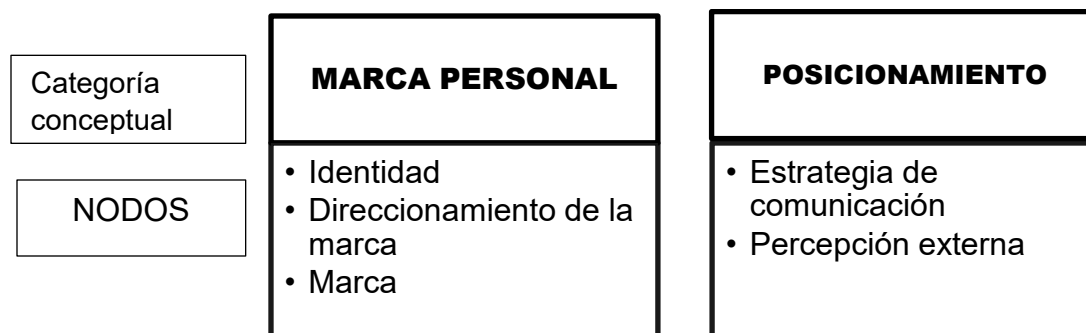 Categoría
conceptual
MARCA PERSONAL
POSICIONAMIENTO
NODOS
• Identidad
• Direccionamiento de la
marca
• Marca
• Estrategia de
comunicación
• Percepción externa